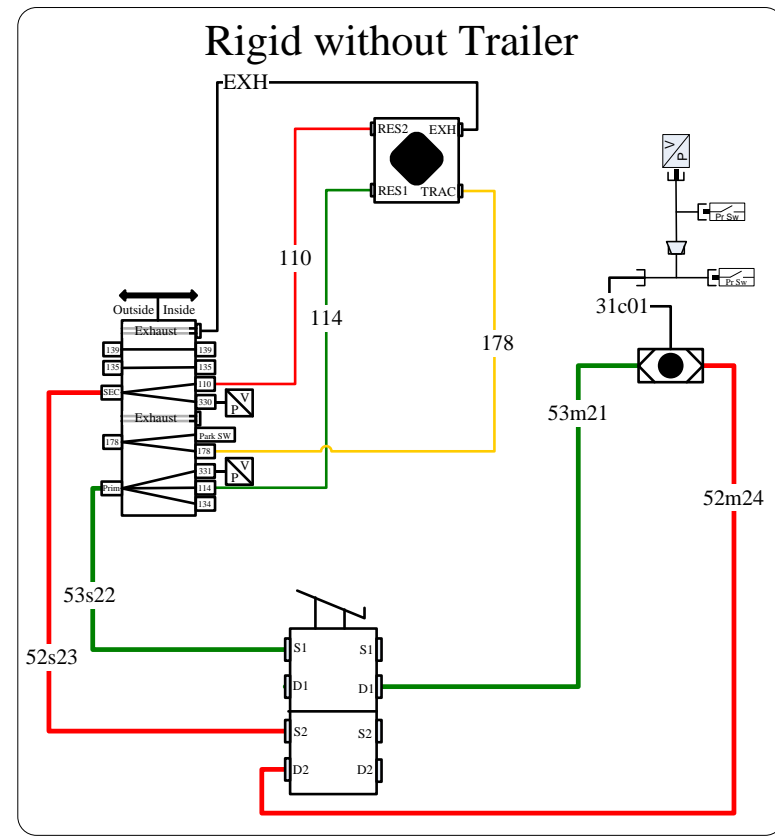 Rigid without Trailer
EXH
RES2 EXH
RES1 TRAC
V
P
Pr Sw
Pr Sw
110
114
178
31c01
Outside Inside
Exhaust
139 139
135 135
SEC 110
330
V
P
Exhaust
Park SW
178 178
331
V
P
Prim 114
134
53m21
52m24
53s22
52s23
S1 S1
D1 D1
S2 S2
D2 D2